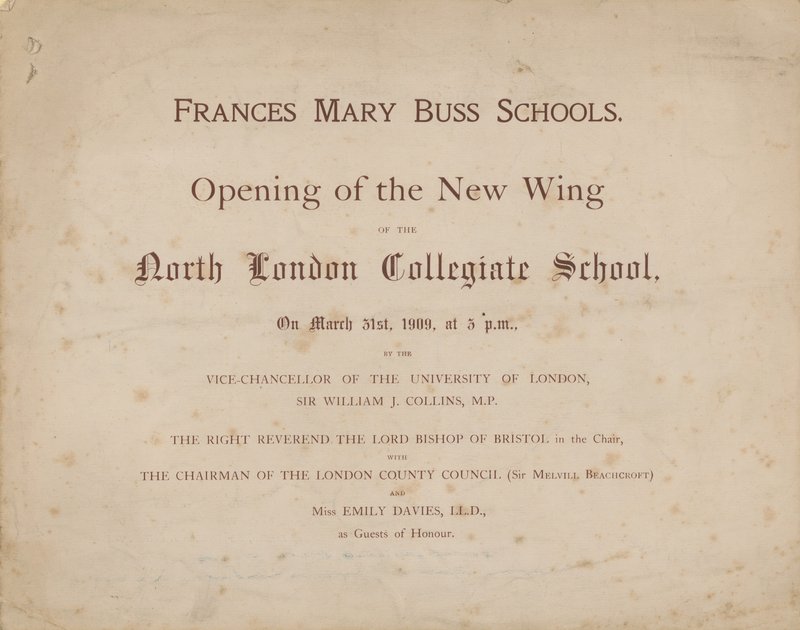 FRANCES MARY BUSS SCHOOLS.
Opening of the New Wing
OF THE
North London Collegiate School,
On March 31st, 1909, at 3 p.m.,
BY THE
VICE-CHANCELLOR OF THE UNIVERSITY OF LONDON,
SIR WILLIAM J. COLLINS, M.P.
THE RIGHT REVEREND THE LORD BISHOP OF BRISTOL in the Chair,
WITH
THE CHAIRMAN OF THE LONDON COUNTY COUNCIL (Sir MELVILL BEACHCROFT)
AND
Miss EMILY DAVIES, LL.D.,
as Guests of Honour.